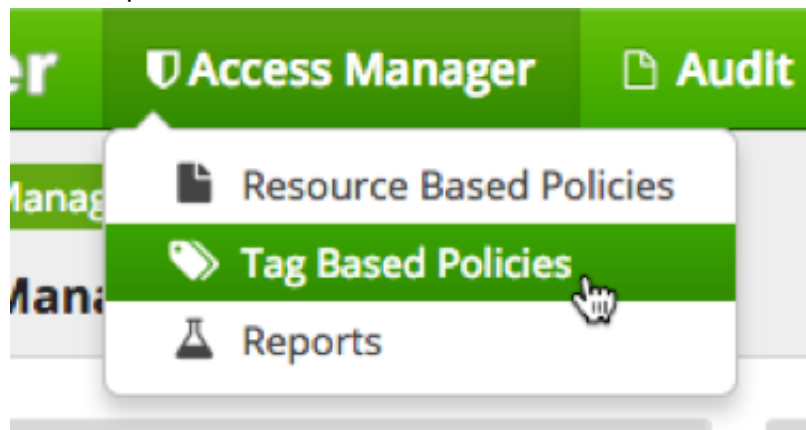 er Access Manager Audit
Manag
Resource Based Policies
Tag Based Policies
Mana
Reports